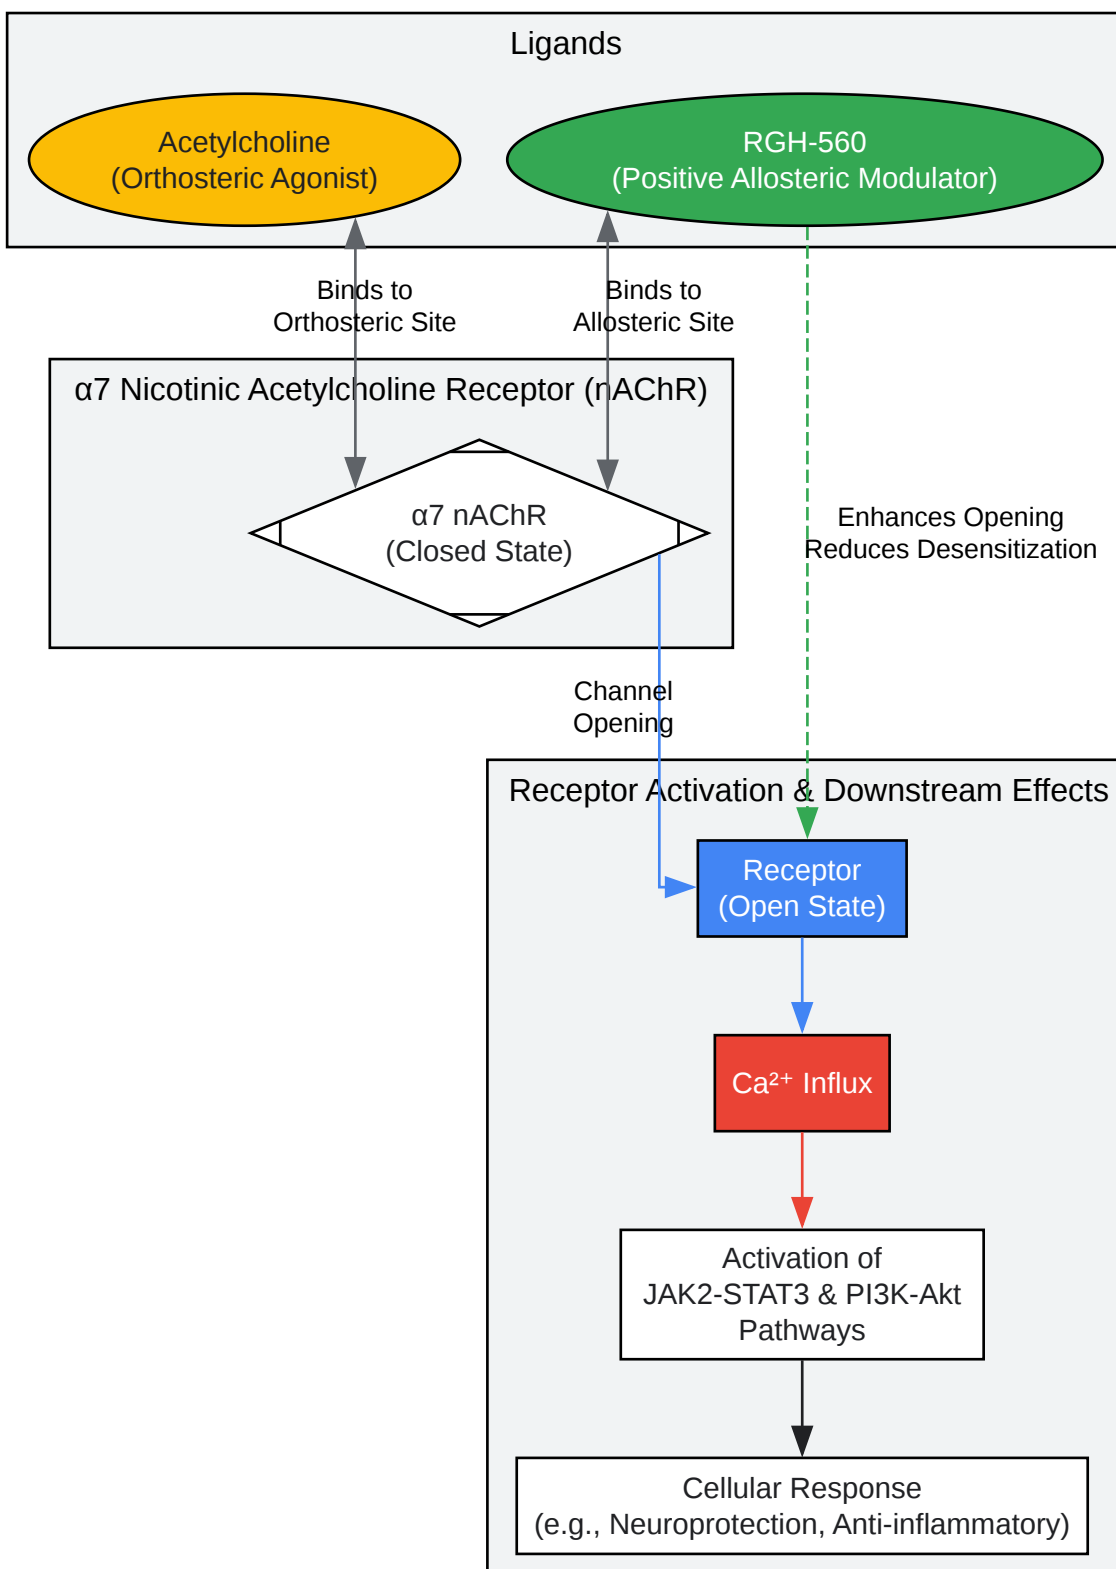 Ligands
Acetylcholine
(Orthosteric Agonist)
RGH-560
(Positive Allosteric Modulator)
Binds to
Orthosteric Site
Binds to
Allosteric Site
α7 Nicotinic Acetylcholine Receptor (nAChR)
α7 nAChR
(Closed State)
Enhances Opening
Reduces Desensitization
Channel
Opening
Receptor Activation & Downstream Effects
Receptor
(Open State)
Ca²⁺ Influx
Activation of
JAK2-STAT3 & PI3K-Akt
Pathways
Cellular Response
(e.g., Neuroprotection, Anti-inflammatory)